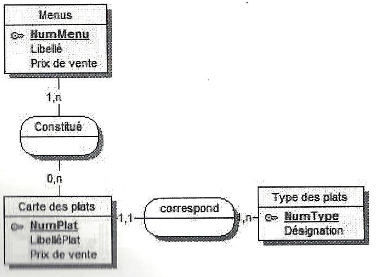 Menus
NumMenu
Libellé
Prix de vente
1,n
Constitué
0,n
Carte des plats
NumPlat
LibelléPlat
Prix de vente
1,1
correspond
1,n
Type des plats
NumType
Désignation